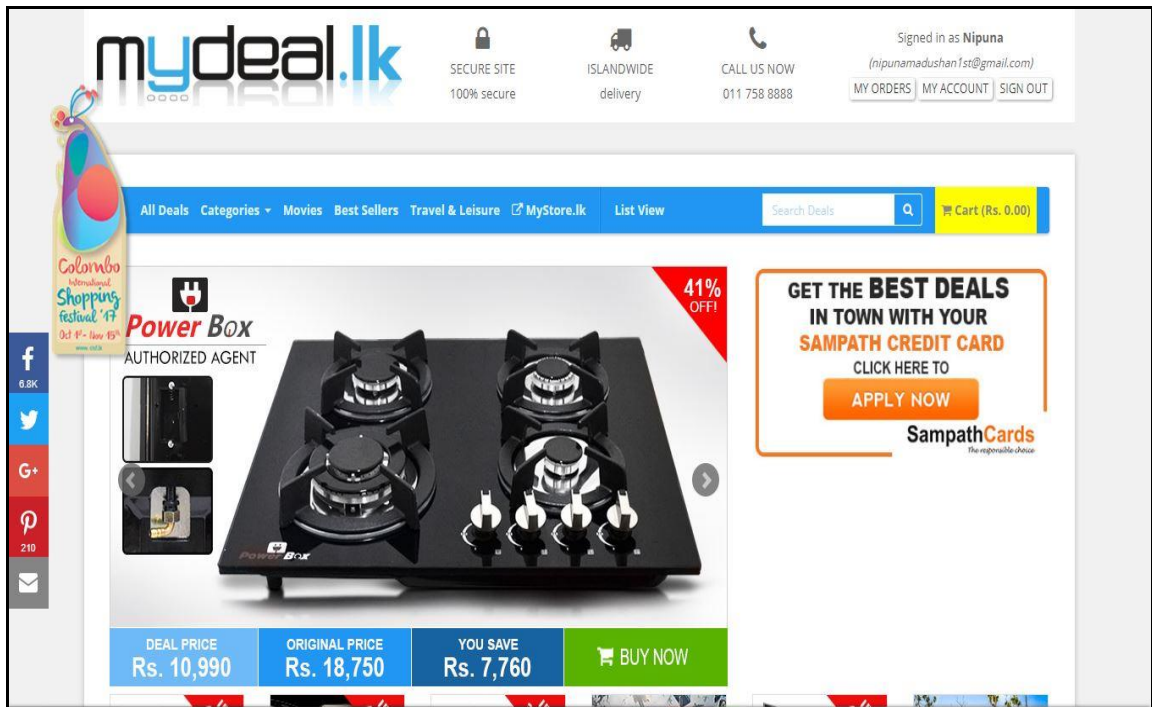 mydeal.lk
SECURE SITE
100% secure
ISLANDWIDE
delivery
CALL US NOW
011 758 8888
Signed in as Nipuna
(nipunamadushan1st@gmail.com)
MY ORDERS MY ACCOUNT SIGN OUT
All Deals Categories Movies Best Sellers Travel & Leisure MyStore.lk List View Search Deals Cart (Rs. 0.00)
Colombo
International
Shopping
festival '17
Oct 1st - Nov 15th
Power Box
AUTHORIZED AGENT
41%
OFF!
Power Box
GET THE BEST DEALS
IN TOWN WITH YOUR
SAMPATH CREDIT CARD
CLICK HERE TO
APPLY NOW
SampathCards
The responsible choice
6.8K
G+
210
DEAL PRICE
Rs. 10,990
ORIGINAL PRICE
Rs. 18,750
YOU SAVE
Rs. 7,760
BUY NOW